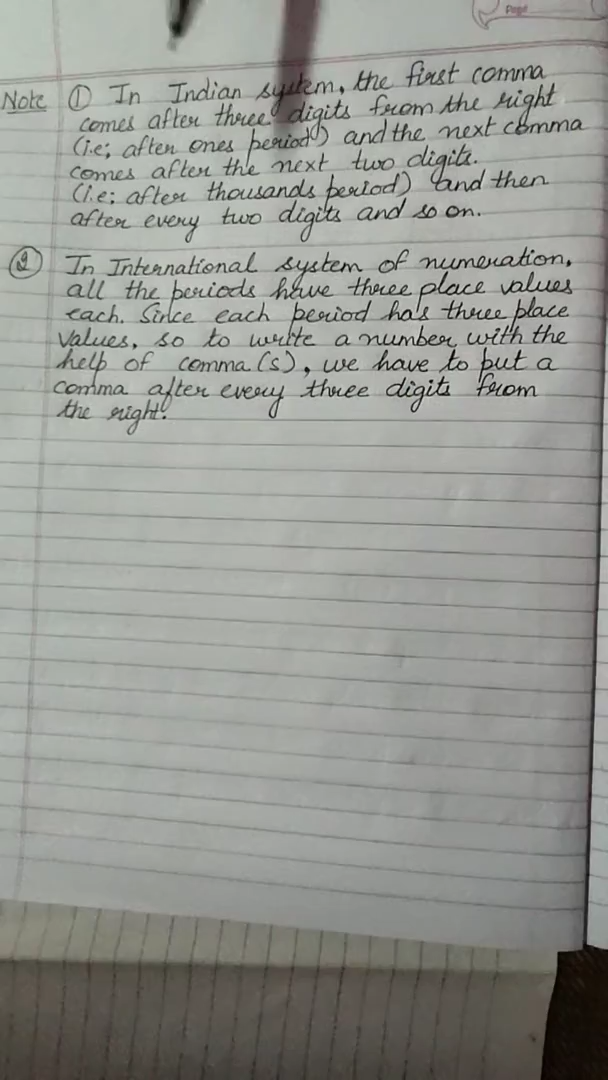 Page
Note ① In Indian system, the first comma
comes after three digits from the right
(i.e; after ones period) and the next comma
comes after the next two digits.
(i.e; after thousands period) and then
after every two digits and so on.
② In International system of numeration,
all the periods have three place values
each. Since each period has three place
values, so to write a number with the
help of comma(s), we have to put a
comma after every three digits from
the right.